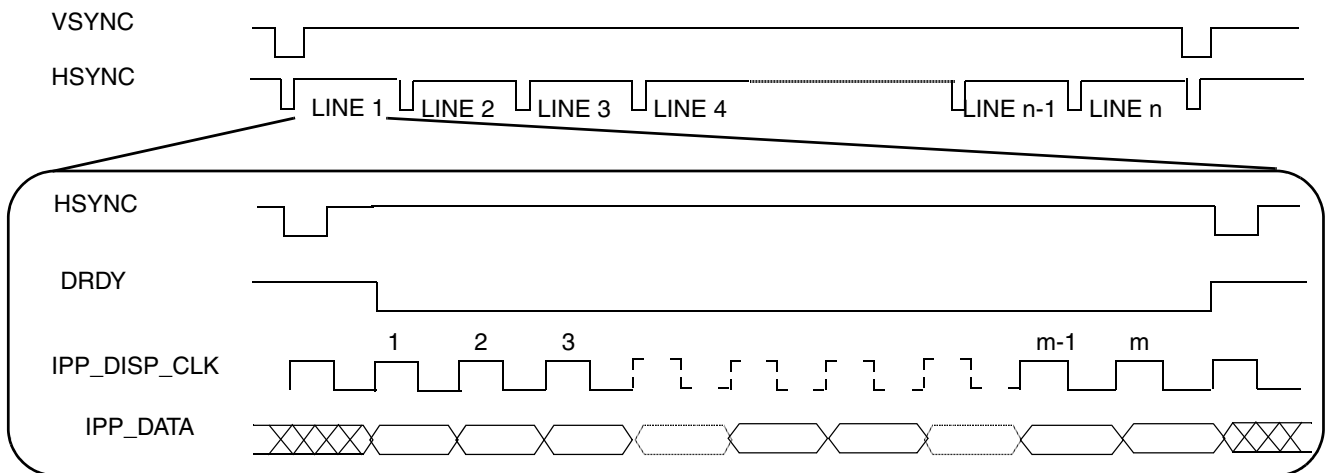 VSYNC
HSYNC
LINE 1 LINE 2 LINE 3 LINE 4 LINE n-1 LINE n
HSYNC
DRDY
1 2 3 m-1 m
IPP_DISP_CLK
IPP_DATA